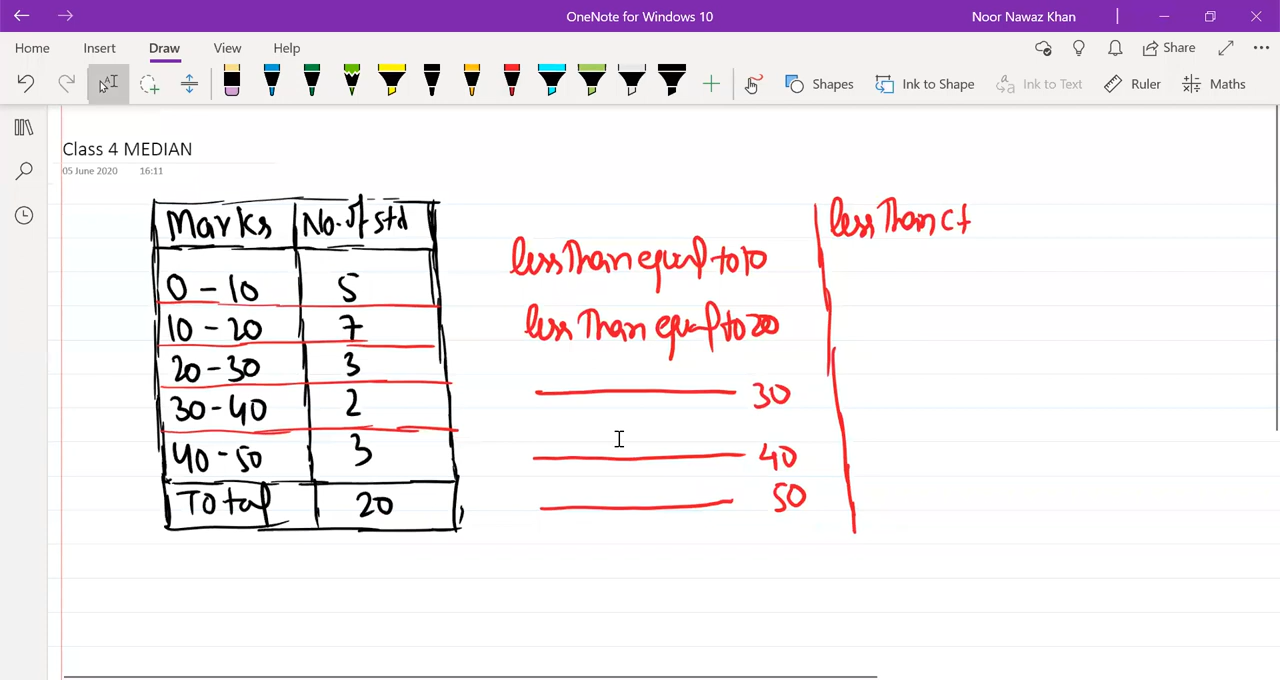 OneNote for Windows 10
Noor Nawaz Khan
Home Insert Draw View Help
Share
Shapes Ink to Shape Ink to Text Ruler Maths
Class 4 MEDIAN
05 June 2020 16:11
Marks No. of std
0 - 10 5
10 - 20 7
20 - 30 3
30 - 40 2
40 - 50 3
Total 20
less Than equal to 10
less Than equal to 20
30
40
50
less Than cf